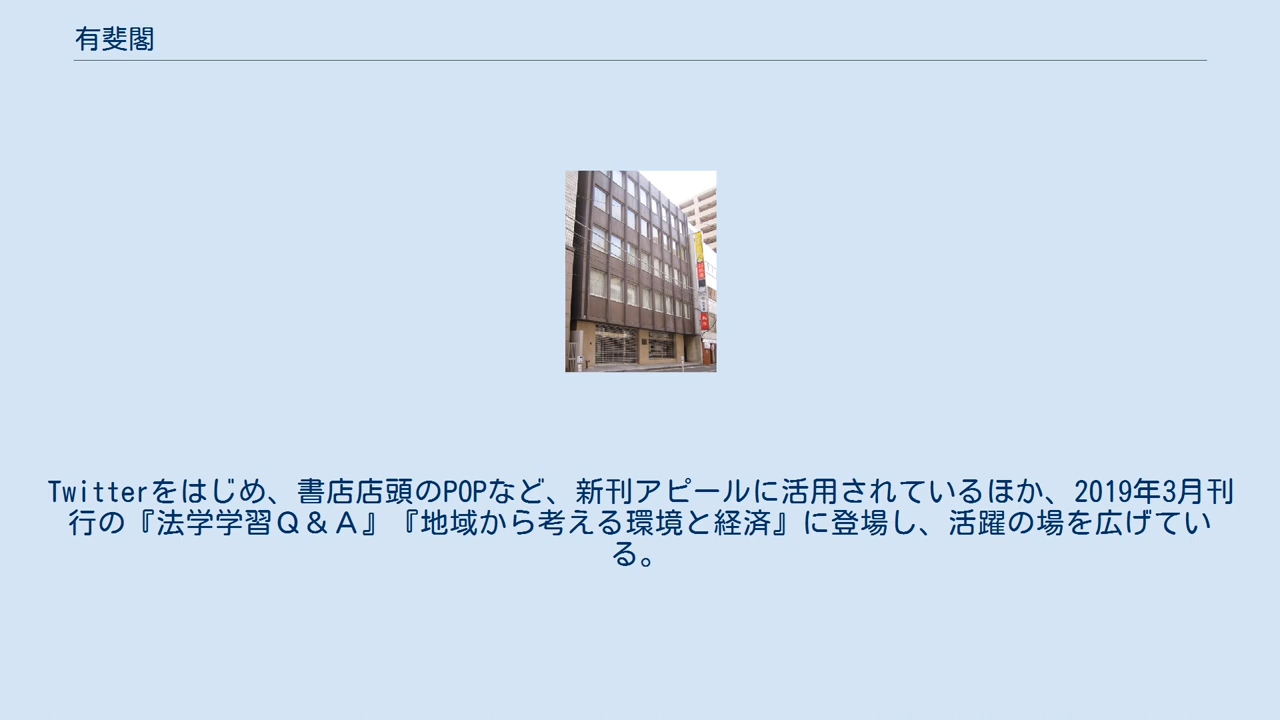 有斐閣
Twitterをはじめ、書店店頭のPOPなど、新刊アピールに活用されているほか、2019年3月刊
行の『法学学習Ｑ＆Ａ』『地域から考える環境と経済』に登場し、活躍の場を広げてい
る。